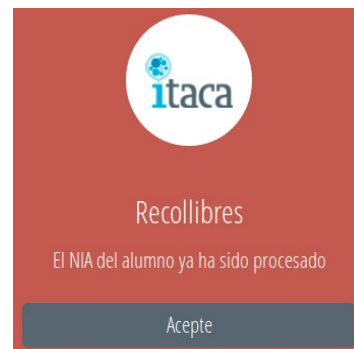 itaca
Recollibres
El NIA del alumno ya ha sido procesado
Acepte